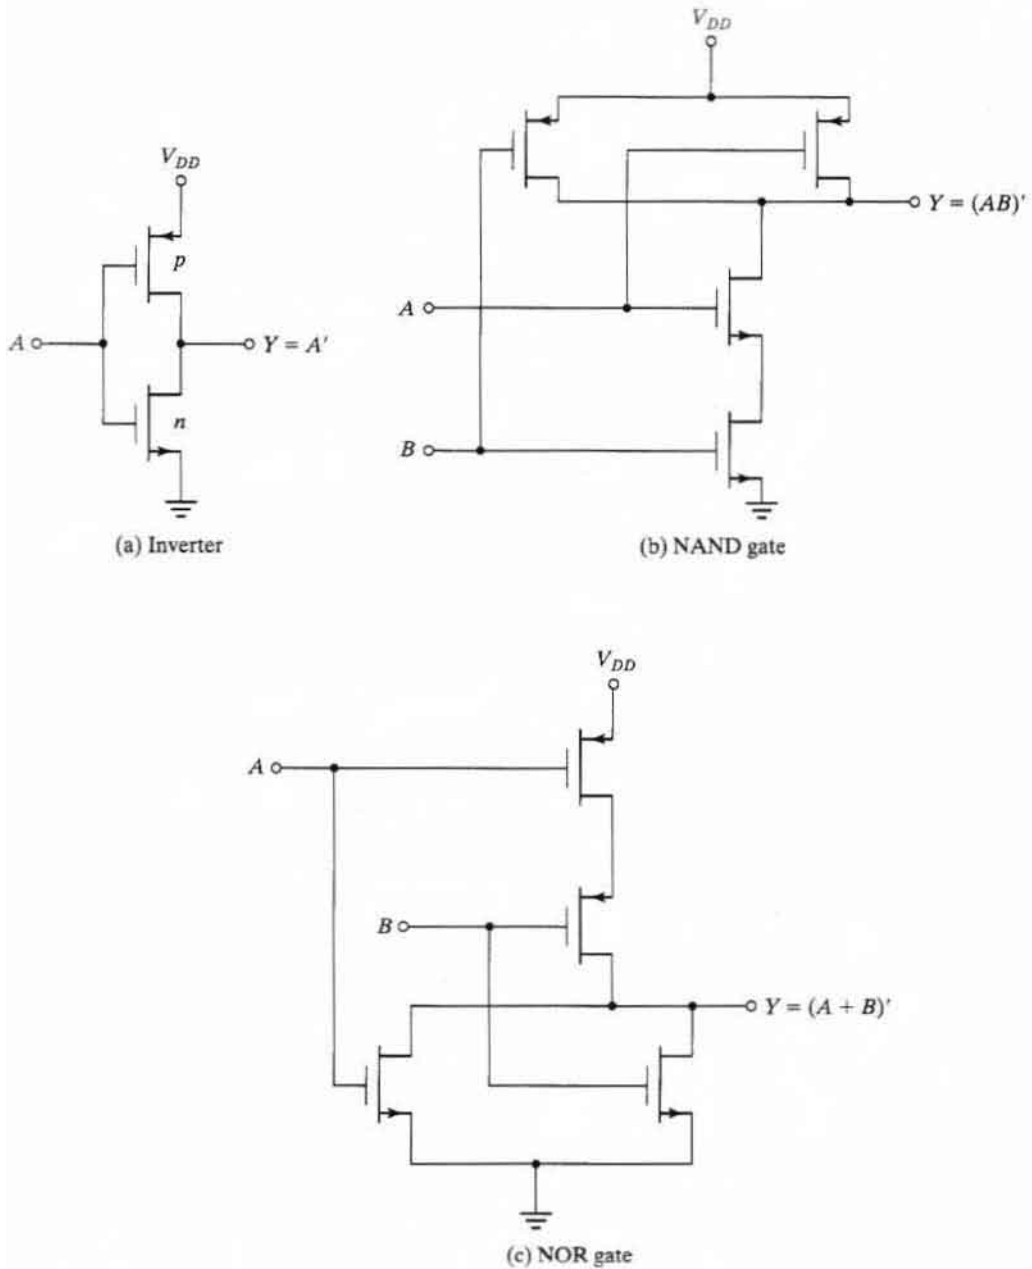 V_DD
p
A
Y = A'
n
(a) Inverter
V_DD
Y = (AB)'
A
B
(b) NAND gate
V_DD
A
B
Y = (A + B)'
(c) NOR gate